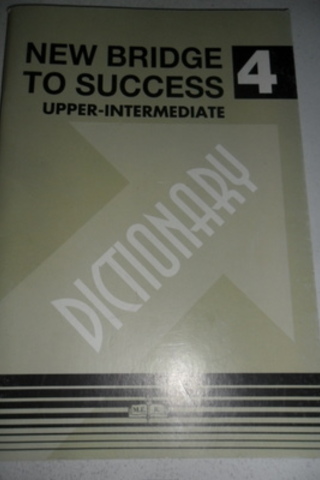 NEW BRIDGE
TO SUCCESS 4
UPPER-INTERMEDIATE
DICTIONARY